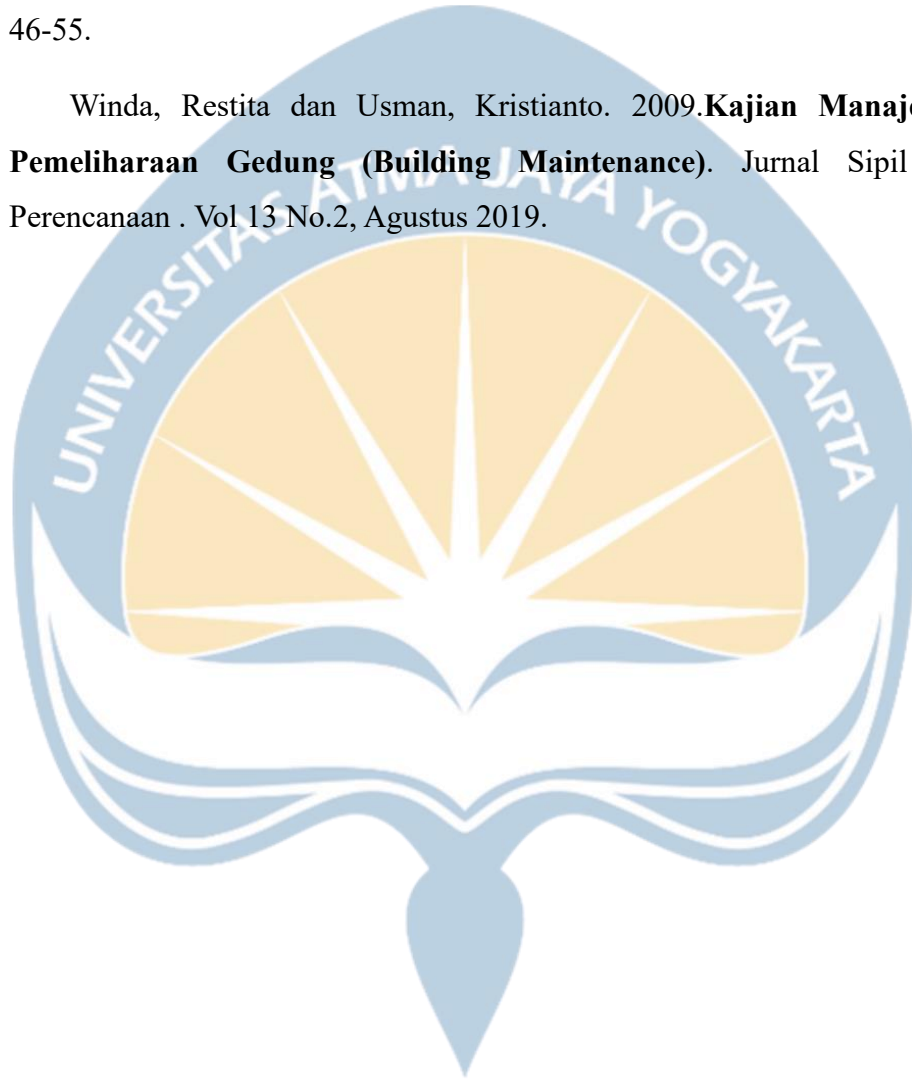 46-55.
Winda, Restita dan Usman, Kristianto. 2009.Kajian
Pemeliharaan Gedung (Building Maintenance). Jurnal Sipil
Perencanaan . Vol 13 No.2, Agustus 2019.
UNIVERSITAS ATMA JAYA YOGYAKARTA